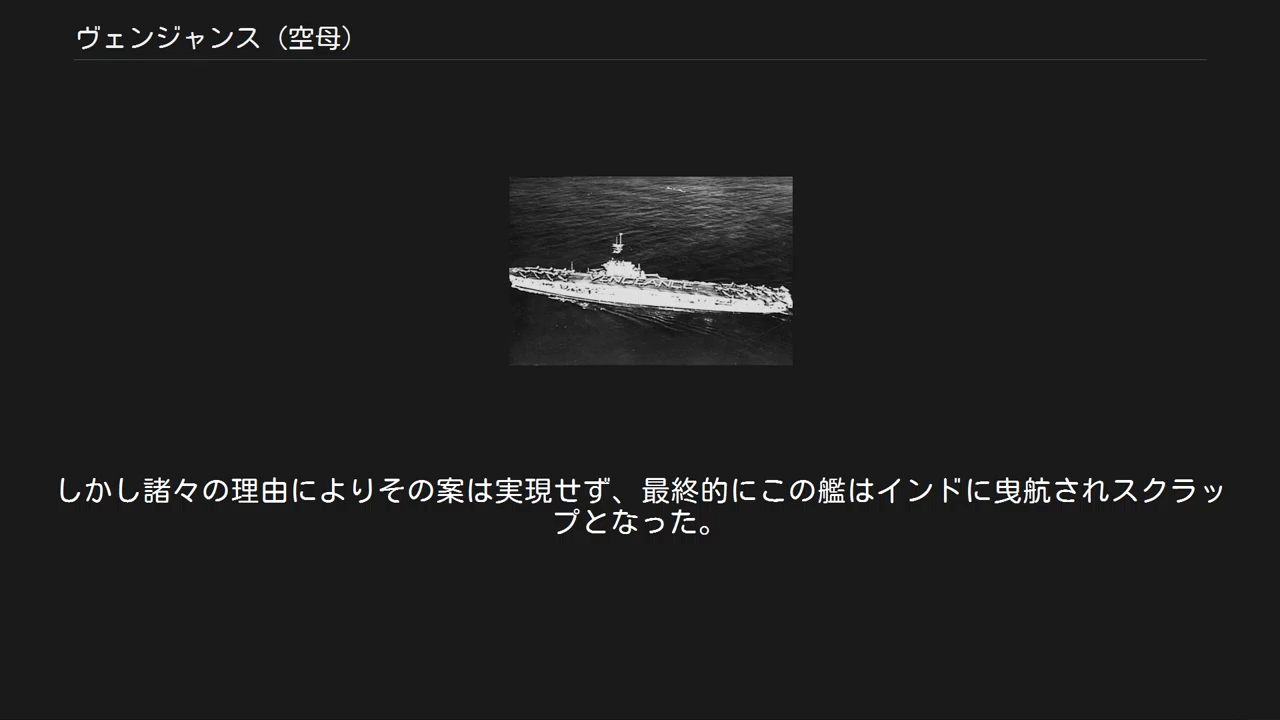 ヴェンジャンス（空母）
VENGEANCE
しかし諸々の理由によりその案は実現せず、最終的にこの艦はインドに曳航されスクラッ
プとなった。